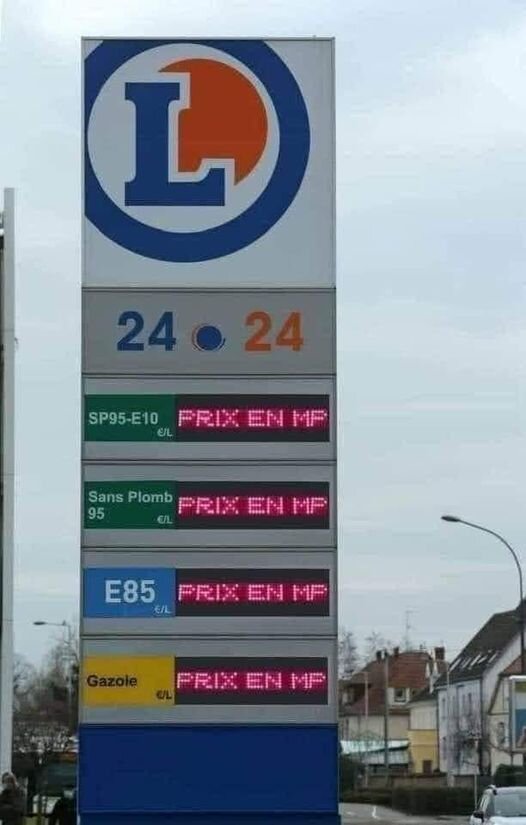 L
24 24
SP95-E10
€/L
PRIX EN MP
Sans Plomb
95
€/L
PRIX EN MP
E85
€/L
PRIX EN MP
Gazole
€/L
PRIX EN MP